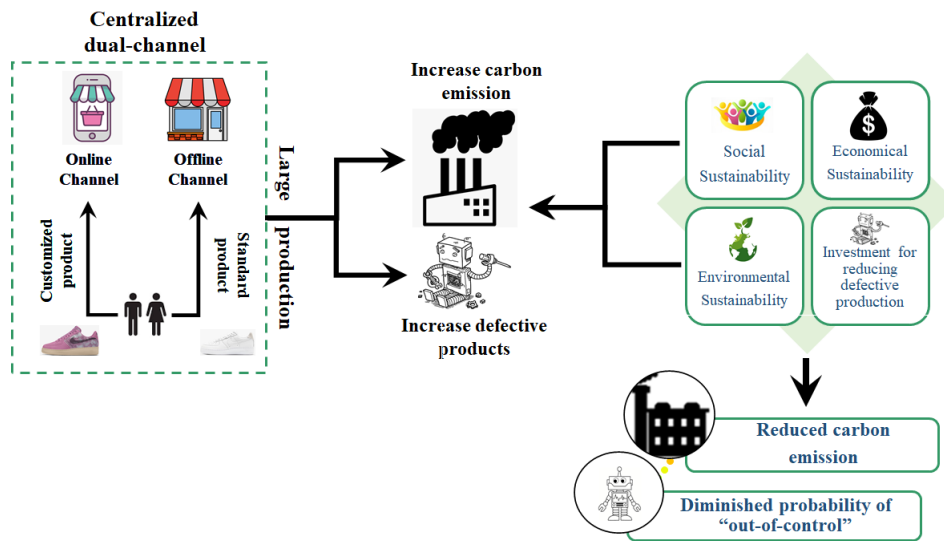 Centralized
dual-channel
Online
Channel
Offline
Channel
Customized
product
Standard
product
Large production
Increase carbon
emission
Increase defective
products
Social
Sustainability
Economical
Sustainability
Environmental
Sustainability
Investment for
reducing
defective
production
Reduced carbon
emission
Diminished probability of
“out-of-control”